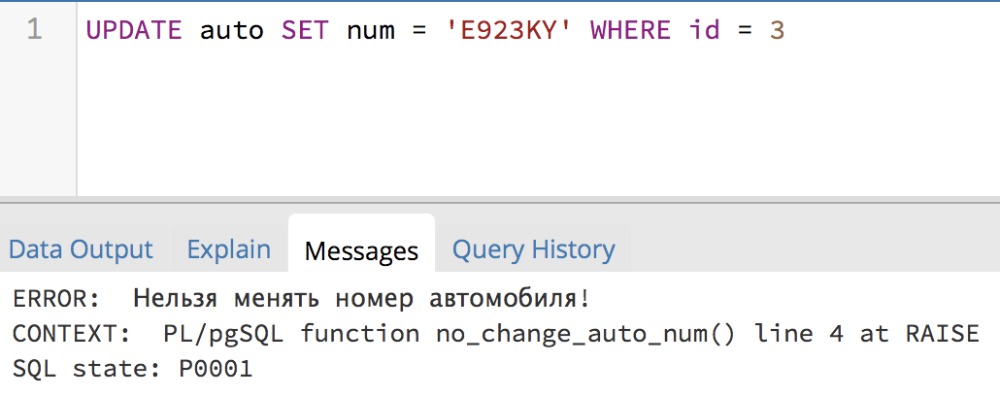 1 UPDATE auto SET num = 'E923KY' WHERE id = 3
Data Output Explain Messages Query History
ERROR: Нельзя менять номер автомобиля!
CONTEXT: PL/pgSQL function no_change_auto_num() line 4 at RAISE
SQL state: P0001